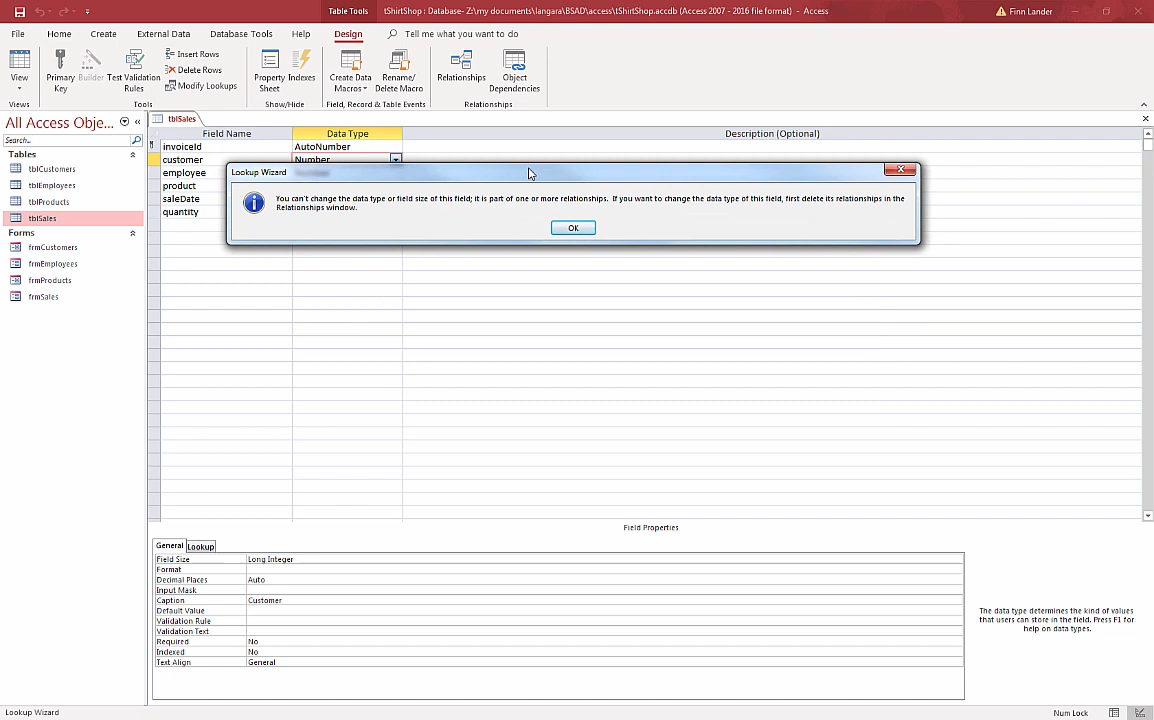 Table Tools
tShirtShop : Database- Z:\my documents\langara\BSAD\access\tShirtShop.accdb (Access 2007 - 2016 file format) - Access
Finn Lander
File Home Create External Data Database Tools Help Design Tell me what you want to do
View
Views
Primary Key
Builder
Test Validation Rules
Insert Rows
Delete Rows
Modify Lookups
Tools
Property Sheet
Indexes
Show/Hide
Create Data Macros
Rename/ Delete Macro
Field, Record & Table Events
Relationships
Object Dependencies
Relationships
All Access Obje...
Search...
Tables
tblCustomers
tblEmployees
tblProducts
tblSales
Forms
frmCustomers
frmEmployees
frmProducts
frmSales
tblSales
Field Name Data Type Description (Optional)
invoiceId AutoNumber
customer Number
employee Number
product
saleDate
quantity
Lookup Wizard
You can't change the data type or field size of this field; it is part of one or more relationships. If you want to change the data type of this field, first delete its relationships in the
Relationships window.
OK
Field Properties
General Lookup
Field Size Long Integer
Format
Decimal Places Auto
Input Mask
Caption Customer
Default Value
Validation Rule
Validation Text
Required No
Indexed No
Text Align General
The data type determines the kind of values
that users can store in the field. Press F1 for
help on data types.
Lookup Wizard
Num Lock